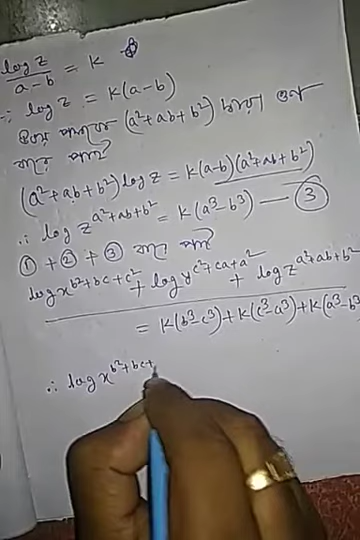 log z / a-b = K
∵ log z = K(a-b)
উভয় পক্ষকে (a²+ab+b²) দ্বারা গুণ
করে পাই
(a²+ab+b²) log z = K(a-b)(a²+ab+b²)
∴ log z^{a²+ab+b²} = K(a³-b³) — ③
① + ② + ③ করে পাই
log x^{b²+bc+c²} + log y^{c²+ca+a²} + log z^{a²+ab+b²}
= K(b³-c³)+K(c³-a³)+K(a³-b³
∴ log x^{b²+bc+